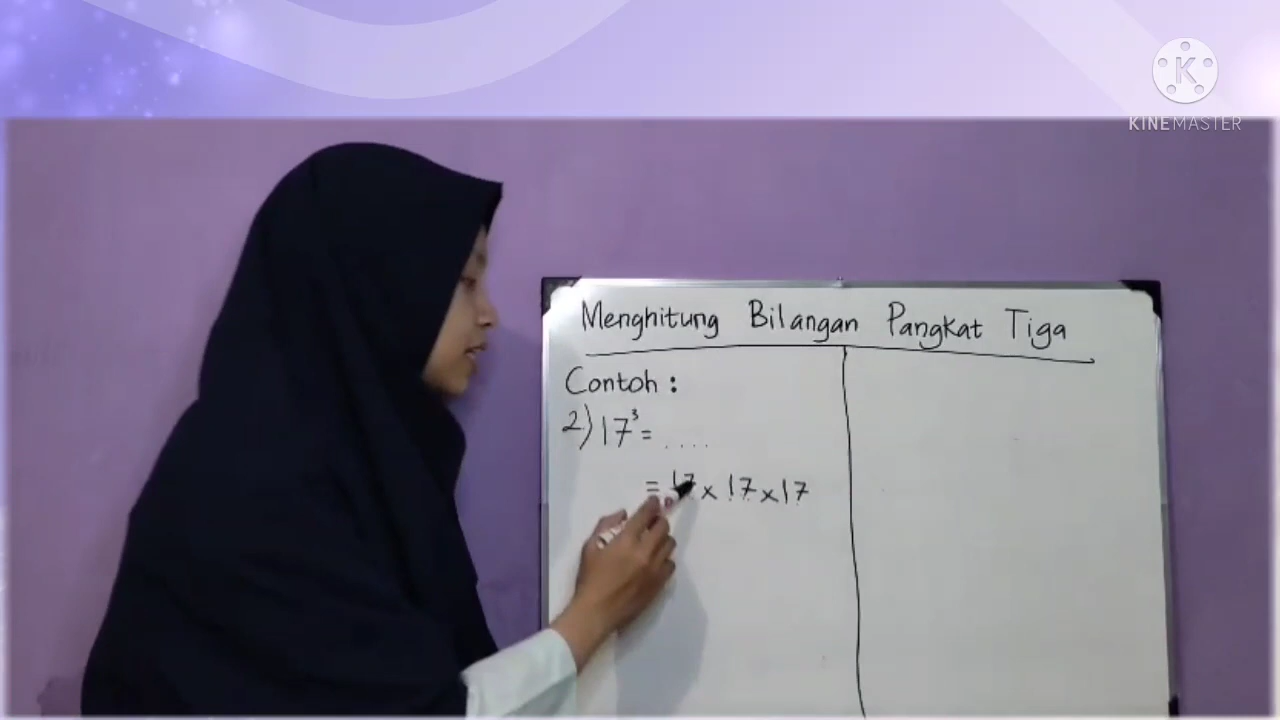 KINEMASTER
Menghitung Bilangan Pangkat Tiga
Contoh :
2) 17³ = ....
= 17 x 17 x 17